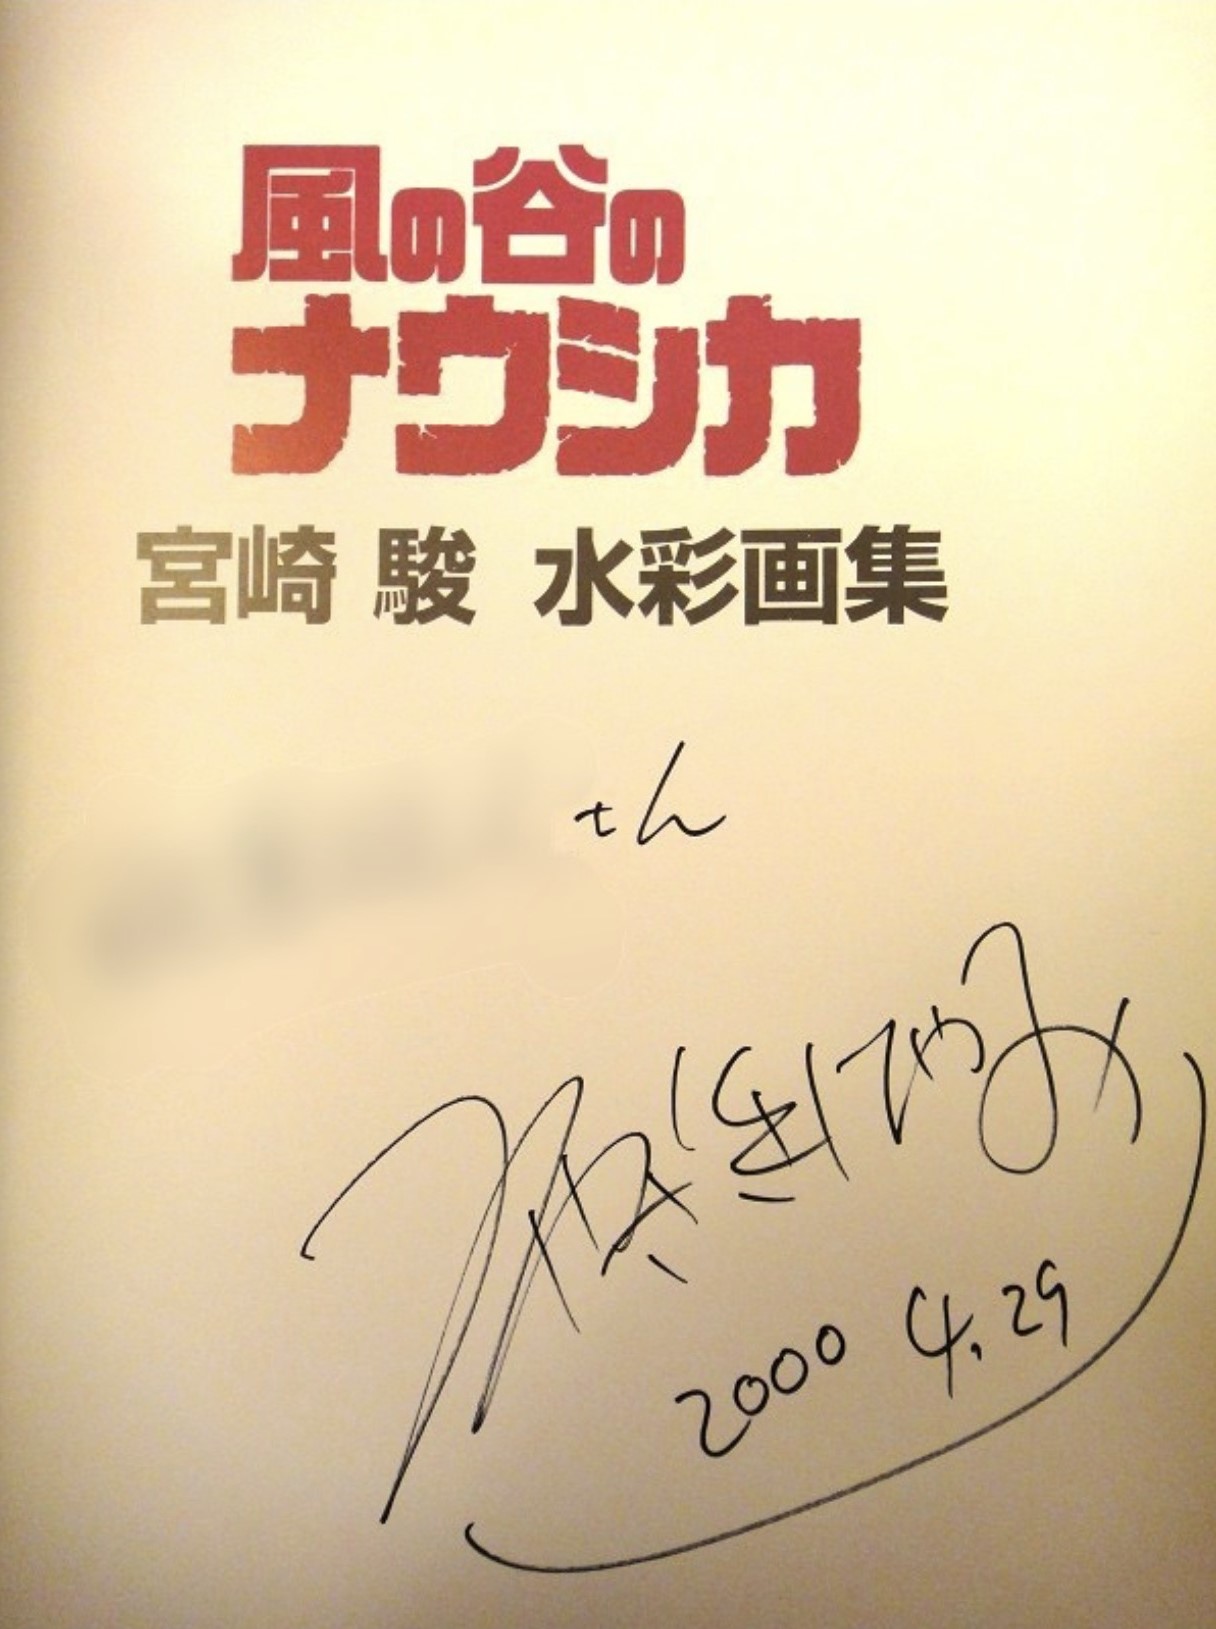 風の谷の
ナウシカ
宮崎 駿 水彩画集
さん
2000 4.29